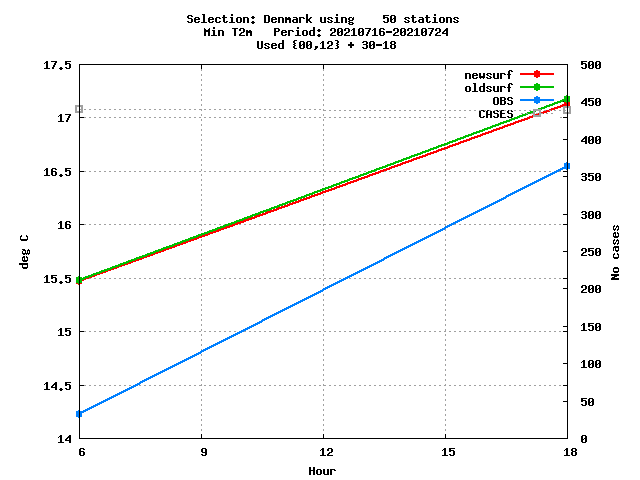 Selection: Denmark using    50 stations
Min T2m   Period: 20210716-20210724
Used {00,12} + 30-18
17.5
17
16.5
16
15.5
15
14.5
14
deg C
500
450
400
350
300
250
200
150
100
50
0
No cases
newsurf
oldsurf
OBS
CASES
6
9
12
15
18
Hour